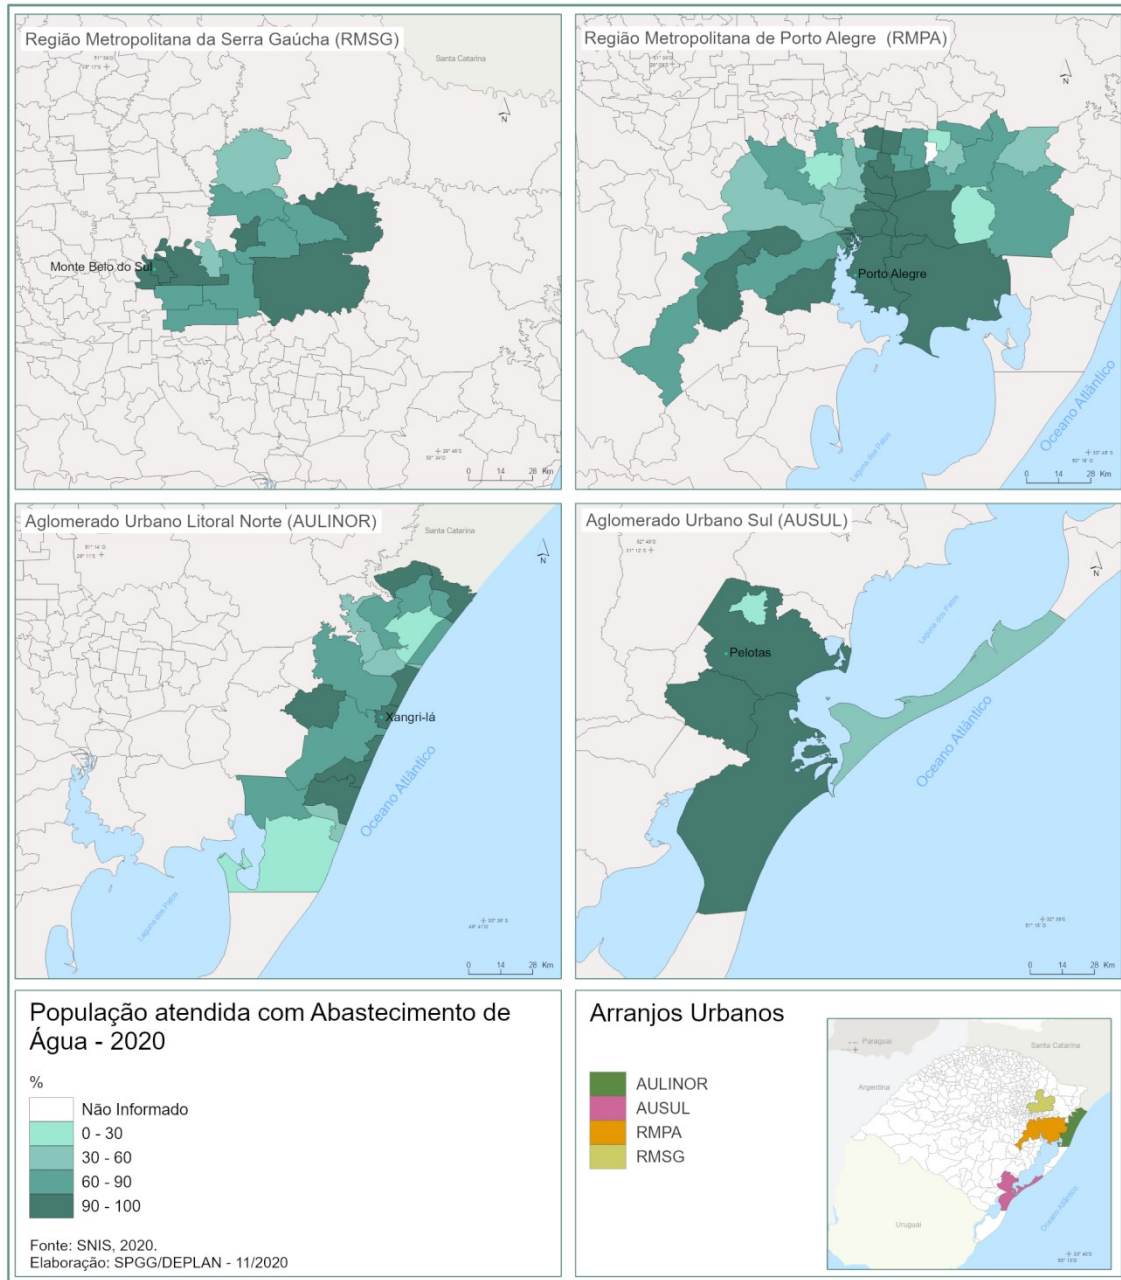 Região Metropolitana da Serra Gaúcha (RMSG)
Santa Catarina
N
Monte Belo do Sul
0 14 28 Km
Região Metropolitana de Porto Alegre (RMPA)
N
Porto Alegre
Oceano Atlântico
Laguna dos Patos
0 14 28 Km
Aglomerado Urbano Litoral Norte (AULINOR)
Santa Catarina
N
Xangri-lá
Oceano Atlântico
Laguna dos Patos
0 14 28 Km
Aglomerado Urbano Sul (AUSUL)
N
Laguna dos Patos
Pelotas
Oceano Atlântico
0 14 28 Km
População atendida com Abastecimento de
Água - 2020
%
Não Informado
0 - 30
30 - 60
60 - 90
90 - 100
Fonte: SNIS, 2020.
Elaboração: SPGG/DEPLAN - 11/2020
Arranjos Urbanos
AULINOR
AUSUL
RMPA
RMSG
Paraguai
Santa Catarina
Argentina
Uruguai
Oceano Atlântico